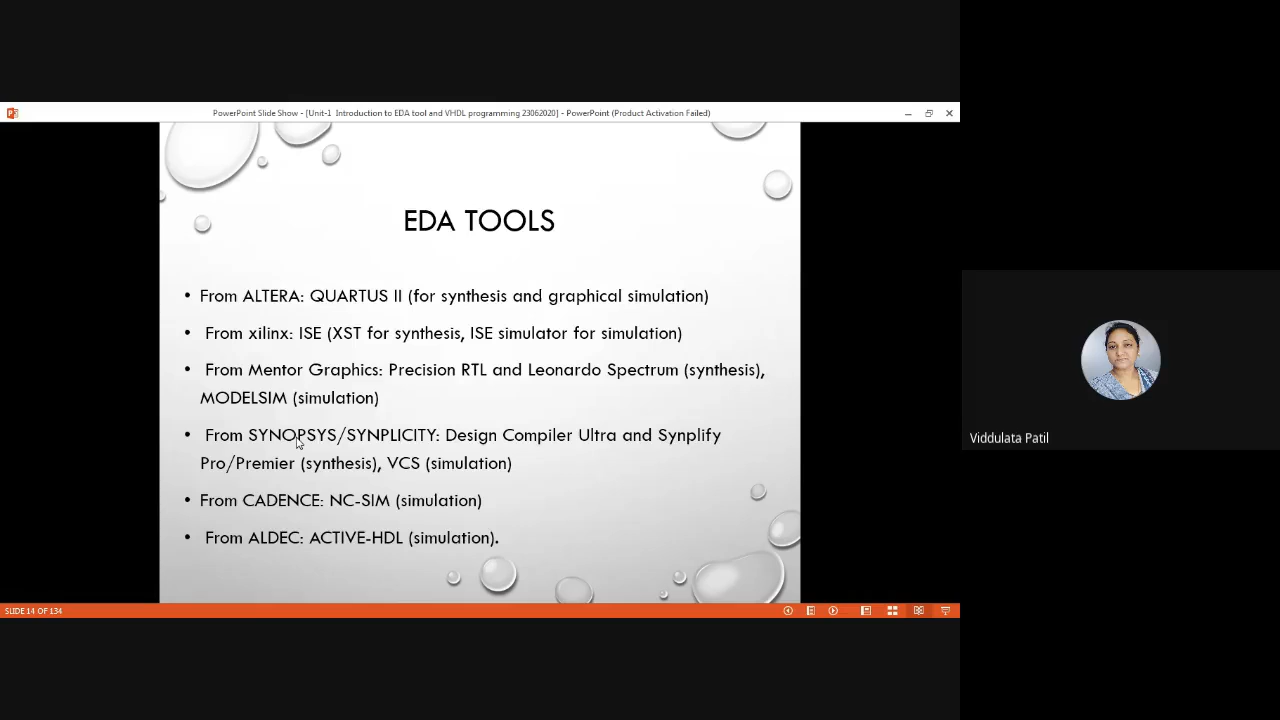 PowerPoint Slide Show - [Unit-1 Introduction to EDA tool and VHDL programming 23062020] - PowerPoint (Product Activation Failed)
EDA TOOLS
• From ALTERA: QUARTUS II (for synthesis and graphical simulation)
• From xilinx: ISE (XST for synthesis, ISE simulator for simulation)
• From Mentor Graphics: Precision RTL and Leonardo Spectrum (synthesis),
MODELSIM (simulation)
• From SYNOPSYS/SYNPLICITY: Design Compiler Ultra and Synplify
Pro/Premier (synthesis), VCS (simulation)
• From CADENCE: NC-SIM (simulation)
• From ALDEC: ACTIVE-HDL (simulation).
Viddulata Patil
SLIDE 14 OF 134